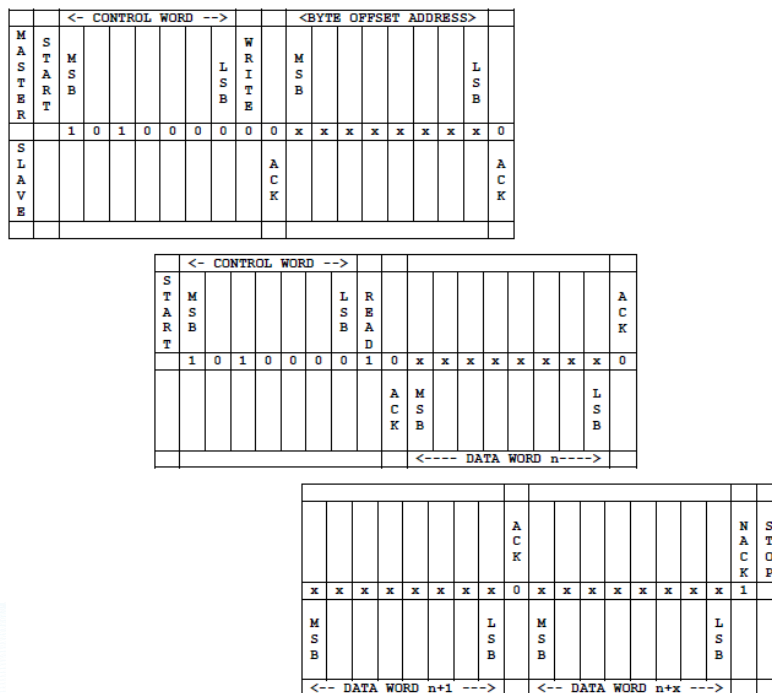 <- CONTROL WORD -->
<BYTE OFFSET ADDRESS>
MASTER
START
MSB
LSB
WRITE
MSB
LSB
1 0 1 0 0 0 0 0 0 x x x x x x x x 0
SLAVE
ACK
ACK
<- CONTROL WORD -->
START
MSB
LSB
READ
ACK
1 0 1 0 0 0 0 1 0 x x x x x x x x 0
ACK
MSB
LSB
<---- DATA WORD n---->
ACK
NACK
STOP
x x x x x x x x 0 x x x x x x x x 1
MSB
LSB
MSB
LSB
<-- DATA WORD n+1 --->
<-- DATA WORD n+x --->